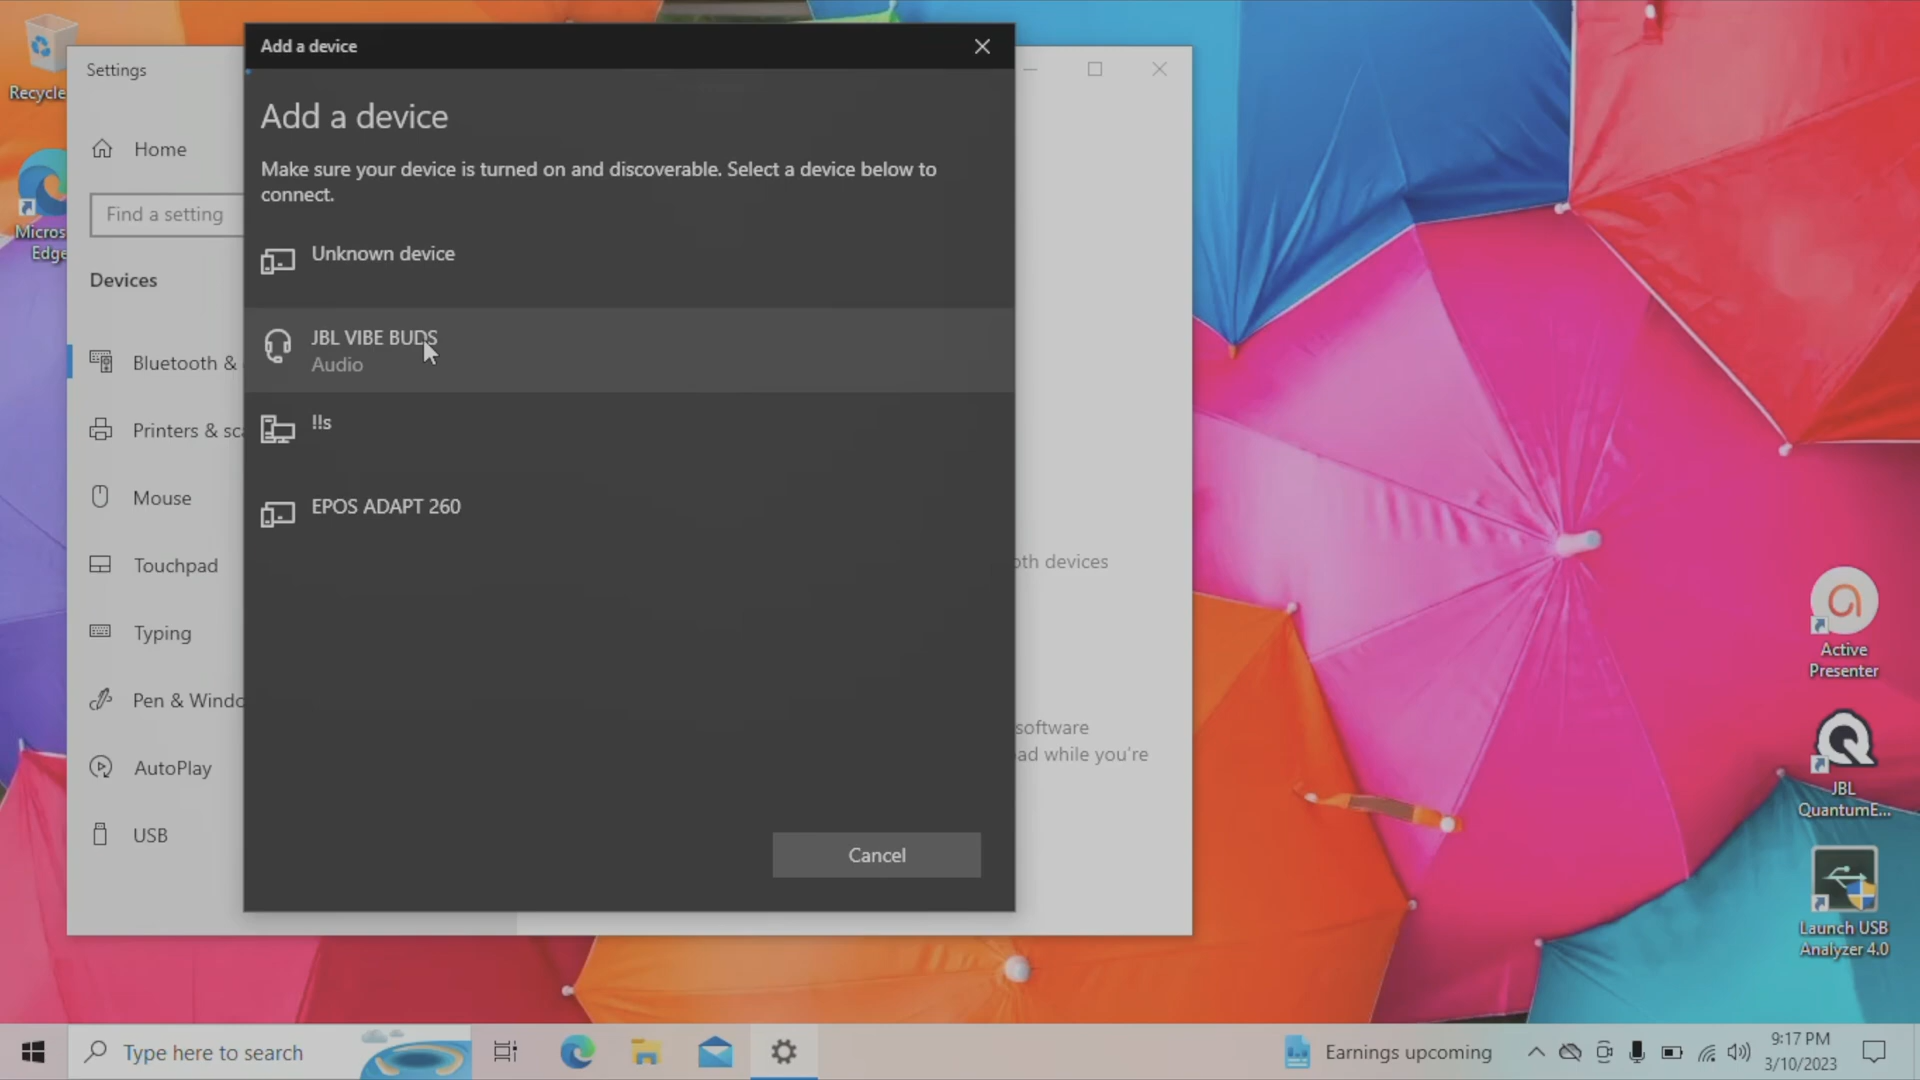 Recycle
Micros
Edge
Settings
Home
Find a setting
Devices
Bluetooth &
Printers & sca
Mouse
Touchpad
Typing
Pen & Windo
AutoPlay
USB
Add a device
Add a device
Make sure your device is turned on and discoverable. Select a device below to
connect.
Unknown device
JBL VIBE BUDS
Audio
!!s
EPOS ADAPT 260
Cancel
oth devices
software
ad while you're
Active
Presenter
JBL
QuantumE...
Launch USB
Analyzer 4.0
Type here to search
Earnings upcoming
9:17 PM
3/10/2023